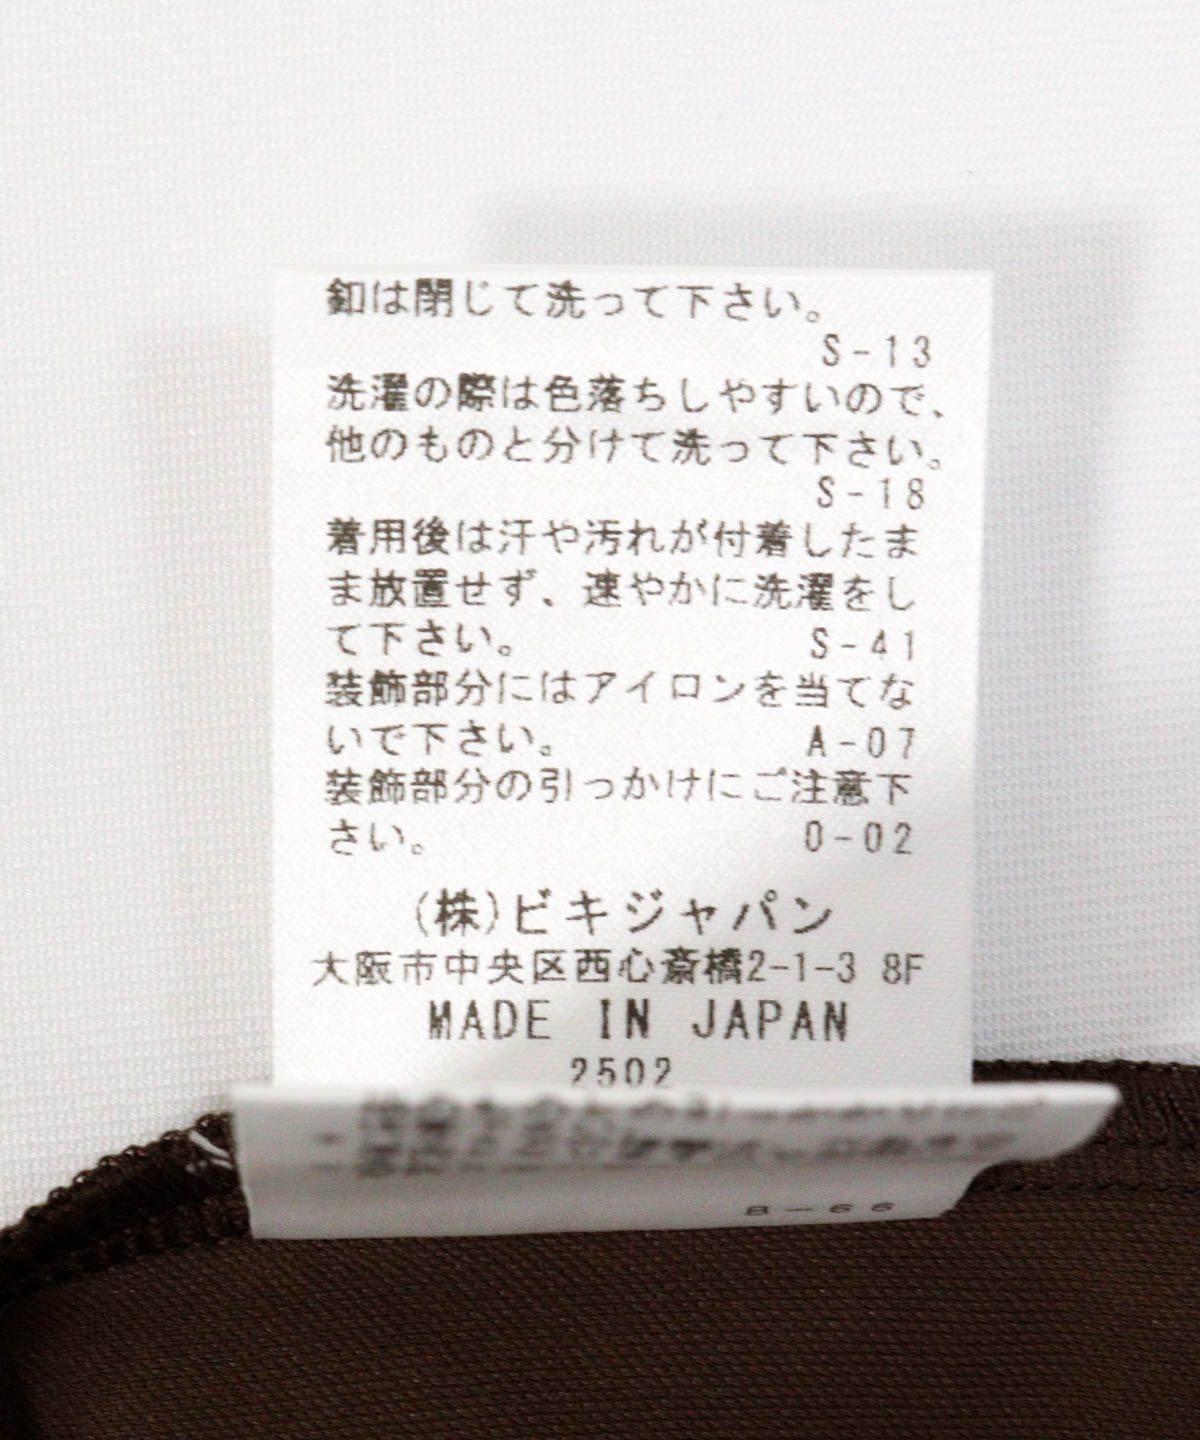 釦は閉じて洗って下さい。
S-13
洗濯の際は色落ちしやすいので、
他のものと分けて洗って下さい。
S-18
着用後は汗や汚れが付着したま
ま放置せず、速やかに洗濯をし
て下さい。 S-41
装飾部分にはアイロンを当てな
いで下さい。 A-07
装飾部分の引っかけにご注意下
さい。 O-02
(株)ビキジャパン
大阪市中央区西心斎橋2-1-3 8F
MADE IN JAPAN
2502
B-66